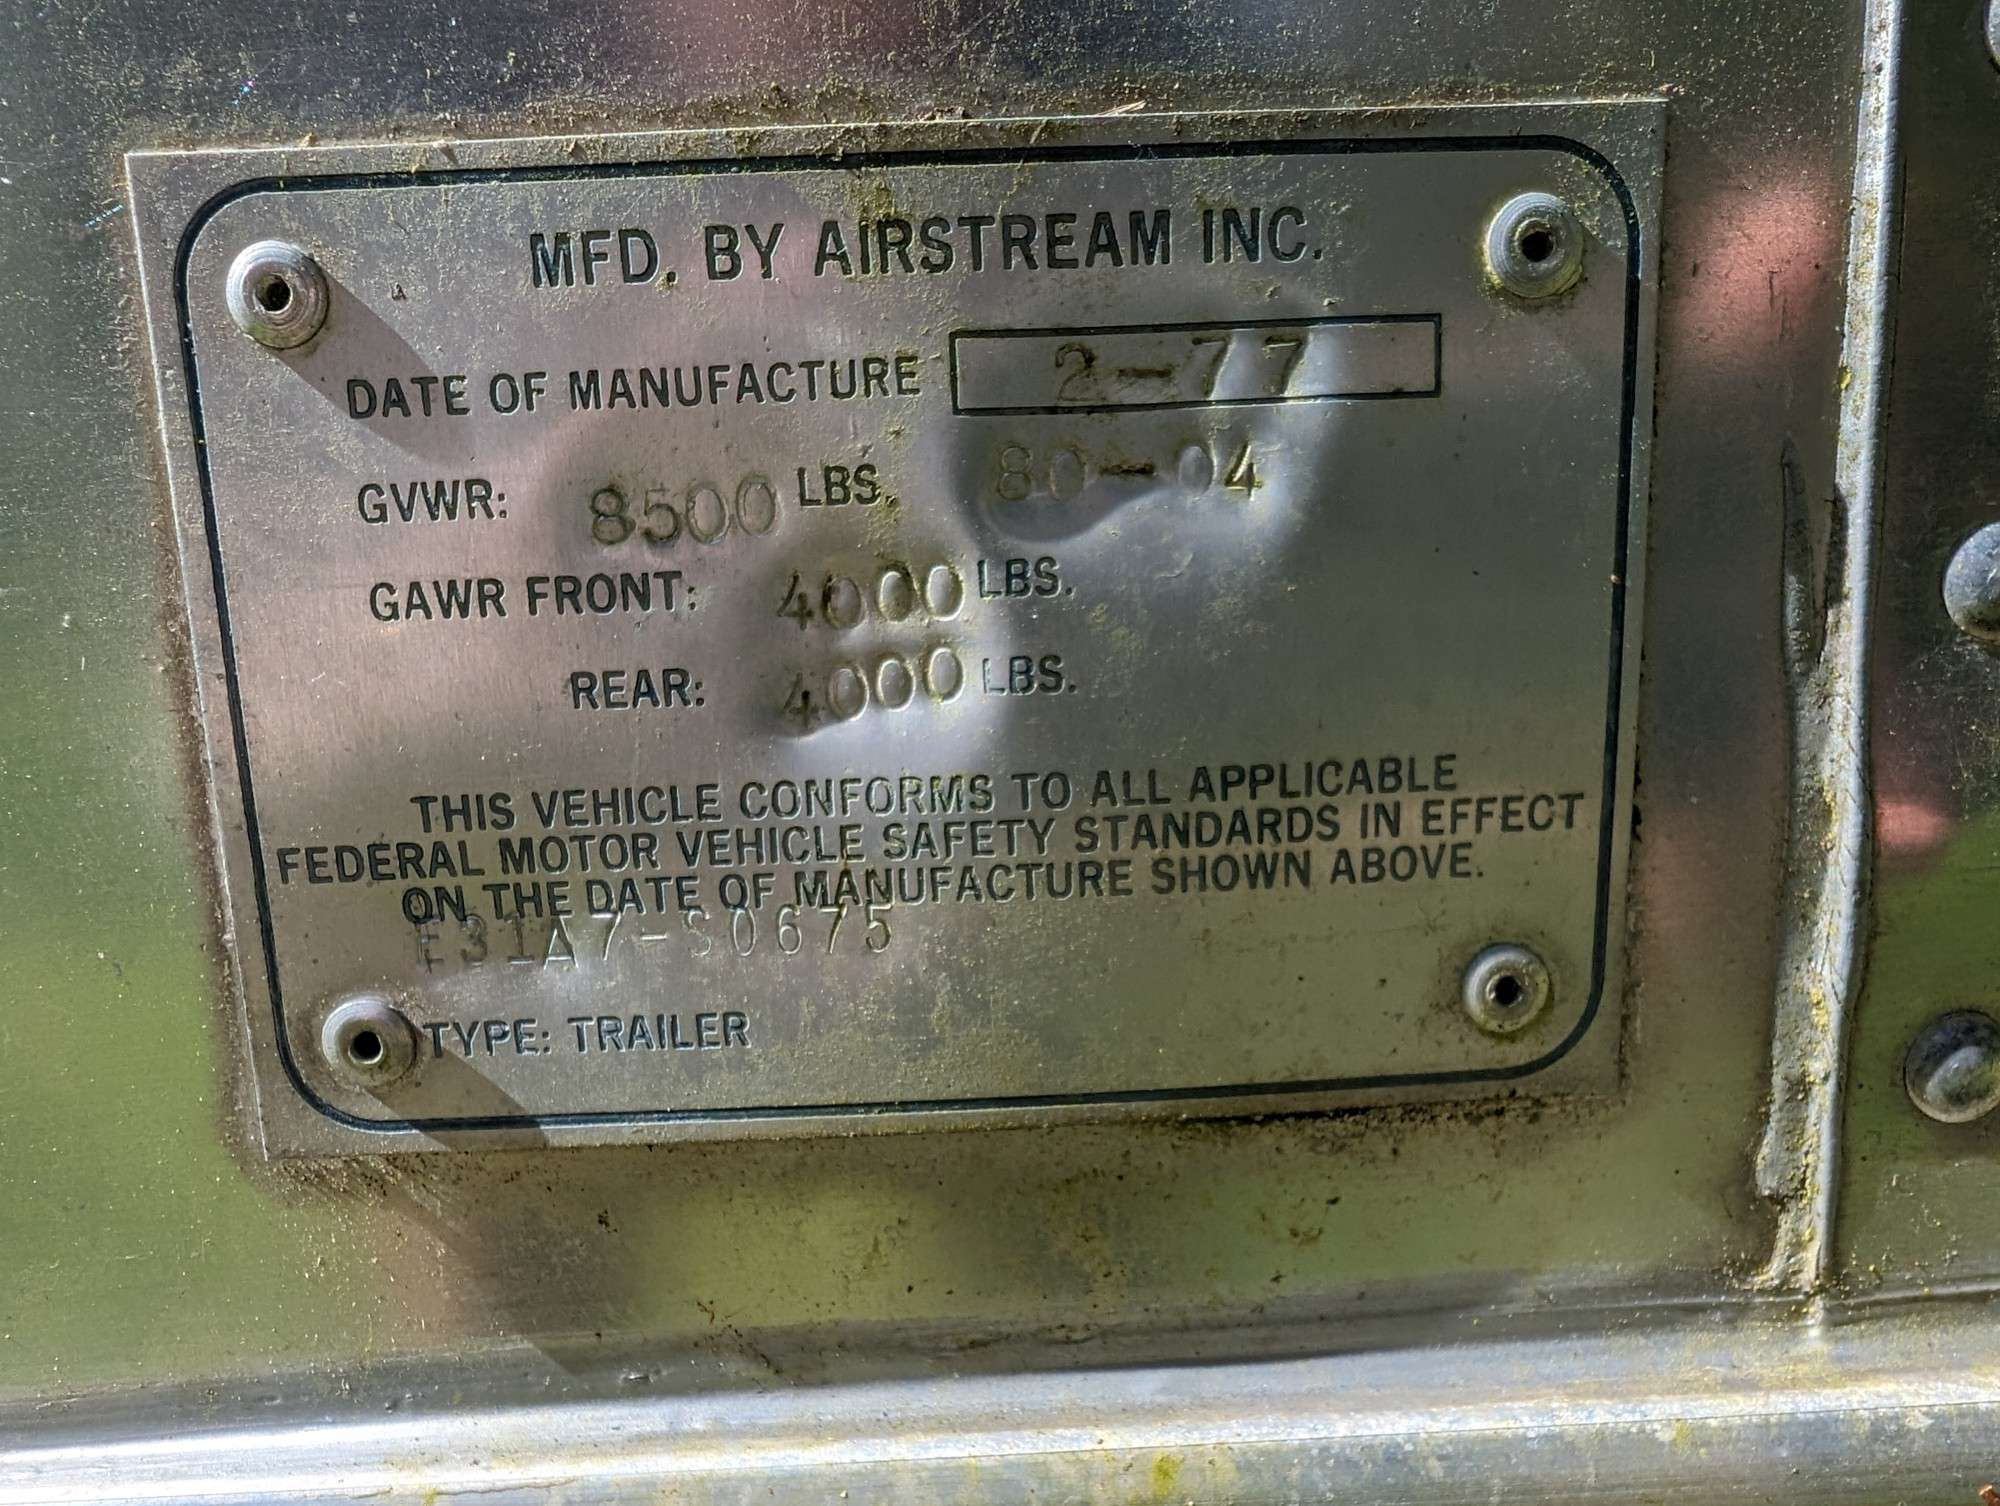 MFD. BY AIRSTREAM INC.
DATE OF MANUFACTURE 2-77
GVWR: 8500 LBS. 80-04
GAWR FRONT: 4000 LBS.
REAR: 4000 LBS.
THIS VEHICLE CONFORMS TO ALL APPLICABLE
FEDERAL MOTOR VEHICLE SAFETY STANDARDS IN EFFECT
ON THE DATE OF MANUFACTURE SHOWN ABOVE.
F31A7-S0675
TYPE: TRAILER